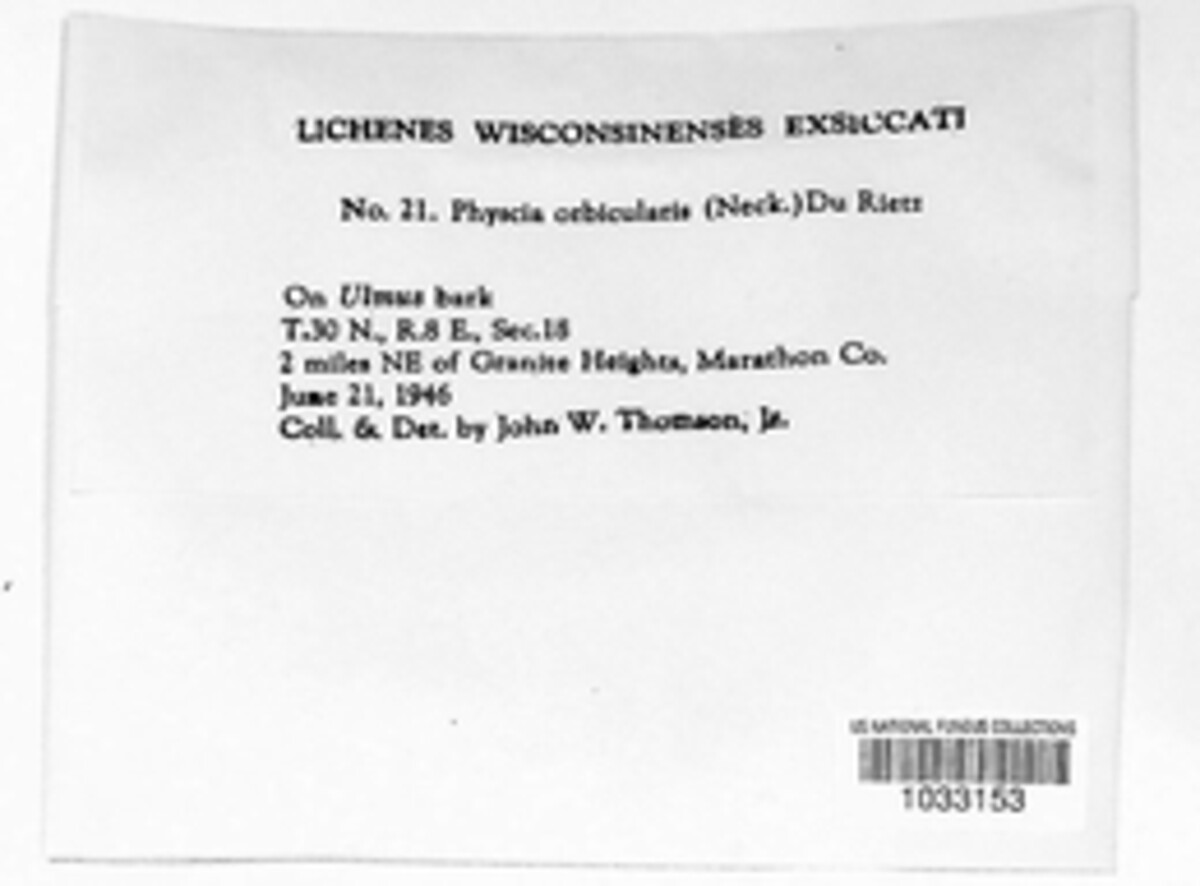 LICHENES WISCONSINENSES EXSICCATI
No. 21. Physcia orbicularis (Neck.) Du Rietz
On Ulmus bark
T.30 N., R.8 E., Sec.18
2 miles NE of Granite Heights, Marathon Co.
June 21, 1946
Coll. & Det. by John W. Thomson, Jr.
US NATIONAL FUNGUS COLLECTIONS
1033153